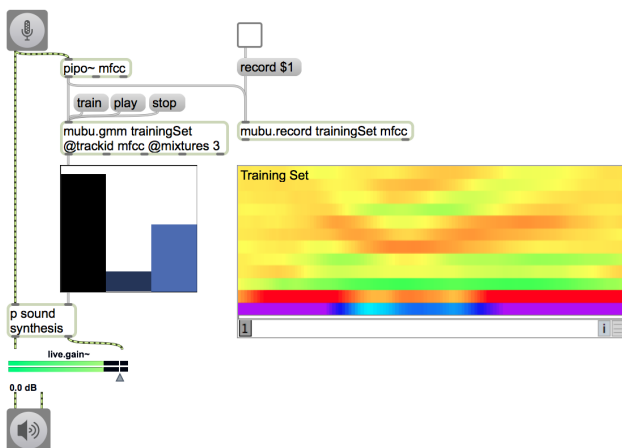 pipo~ mfcc
record $1
train
play
stop
mubu.gmm trainingSet
@trackid mfcc @mixtures 3
mubu.record trainingSet mfcc
Training Set
p sound
synthesis
1
i
live.gain~
0.0 dB